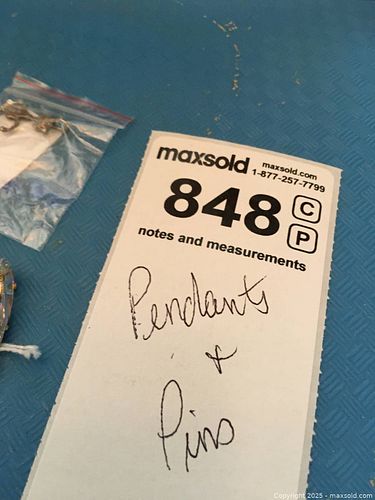 maxsold
maxsold.com
1-877-257-7799
848
C
P
notes and measurements
Pendants
+
Pins
Copyright 2025 - maxsold.com